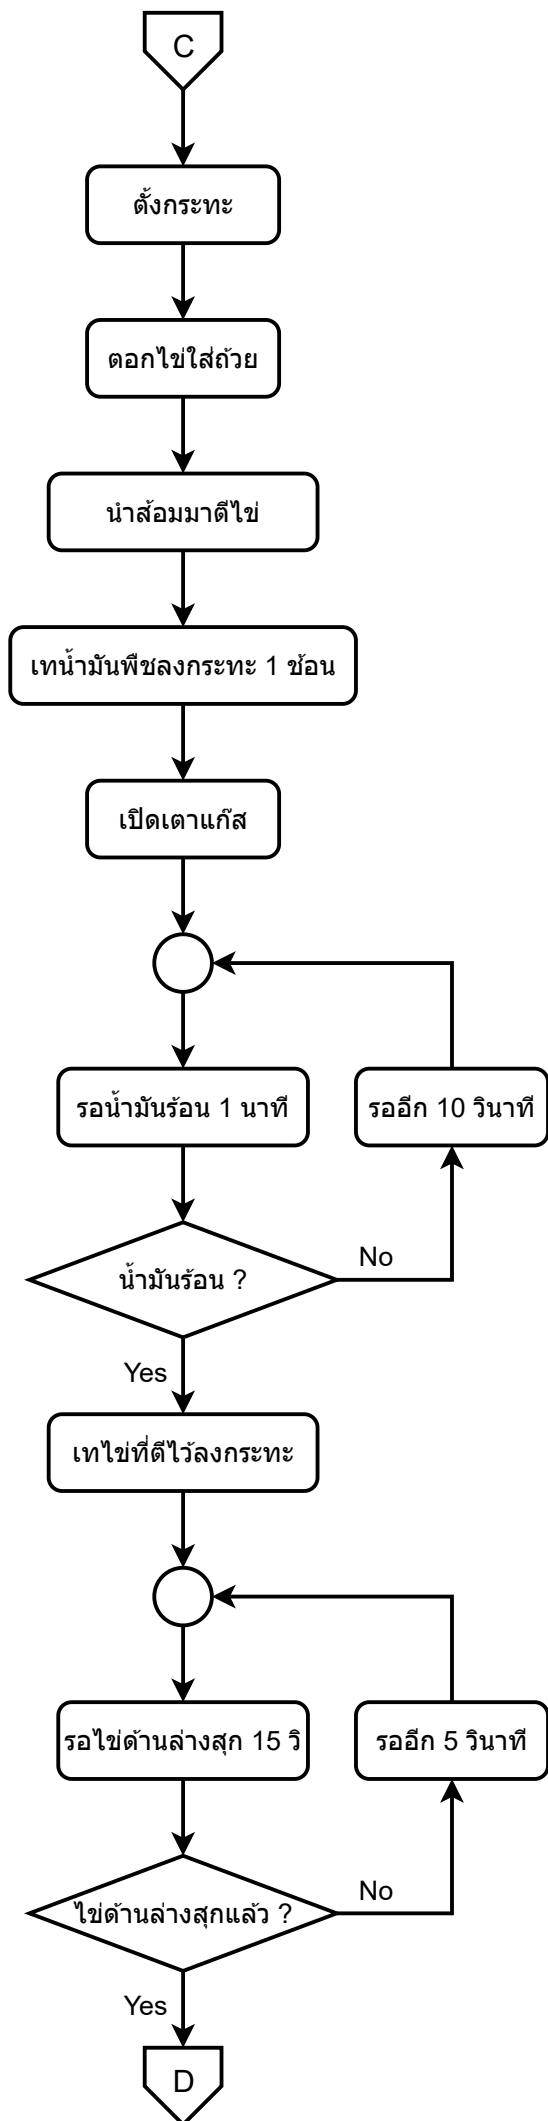 C
ตั้งกระทะ
ตอกไข่ใส่ถ้วย
นำส้อมมาตีไข่
เทน้ำมันพืชลงกระทะ 1 ช้อน
เปิดเตาแก๊ส
รอน้ำมันร้อน 1 นาที
รออีก 10 วินาที
น้ำมันร้อน ?
No
Yes
เทไข่ที่ตีไว้ลงกระทะ
รอไข่ด้านล่างสุก 15 วิ
รออีก 5 วินาที
ไข่ด้านล่างสุกแล้ว ?
No
Yes
D